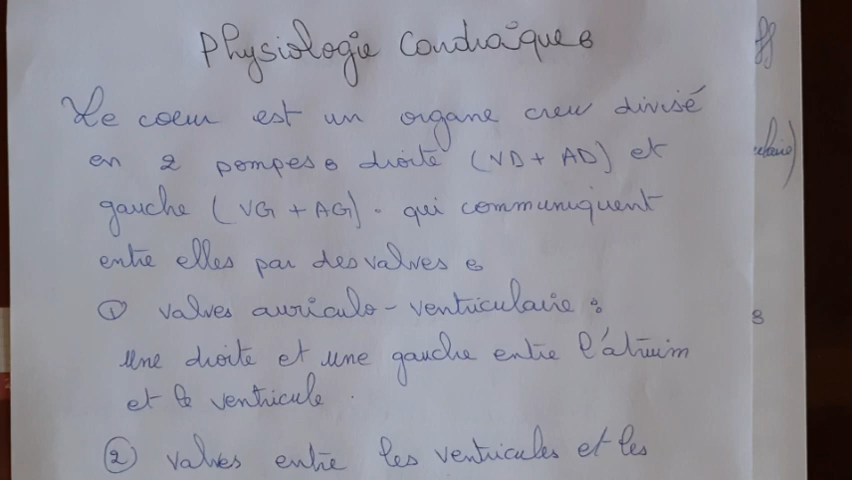 Physiologie Cardiaque :
Le coeur est un organe creux divisé
en 2 pompes : droite (VD + AD) et
gauche (VG + AG). qui communiquent
entre elles par des valves :
① valves auriculo-ventriculaire :
une droite et une gauche entre l'atrium
et le ventricule.
② valves entre les ventricules et les